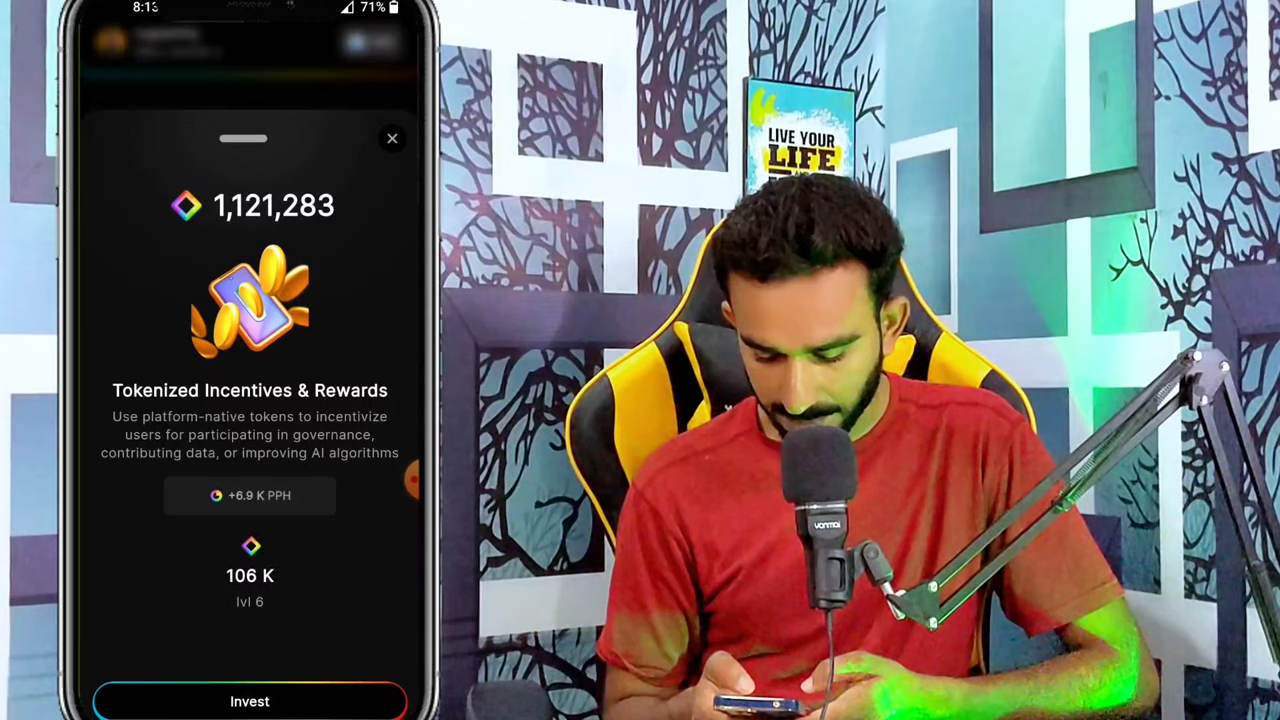 8:13
71%
1,121,283
Tokenized Incentives & Rewards
Use platform-native tokens to incentivize
users for participating in governance,
contributing data, or improving AI algorithms
+6.9 K PPH
106 K
lvl 6
Invest
LIVE YOUR
LIFE